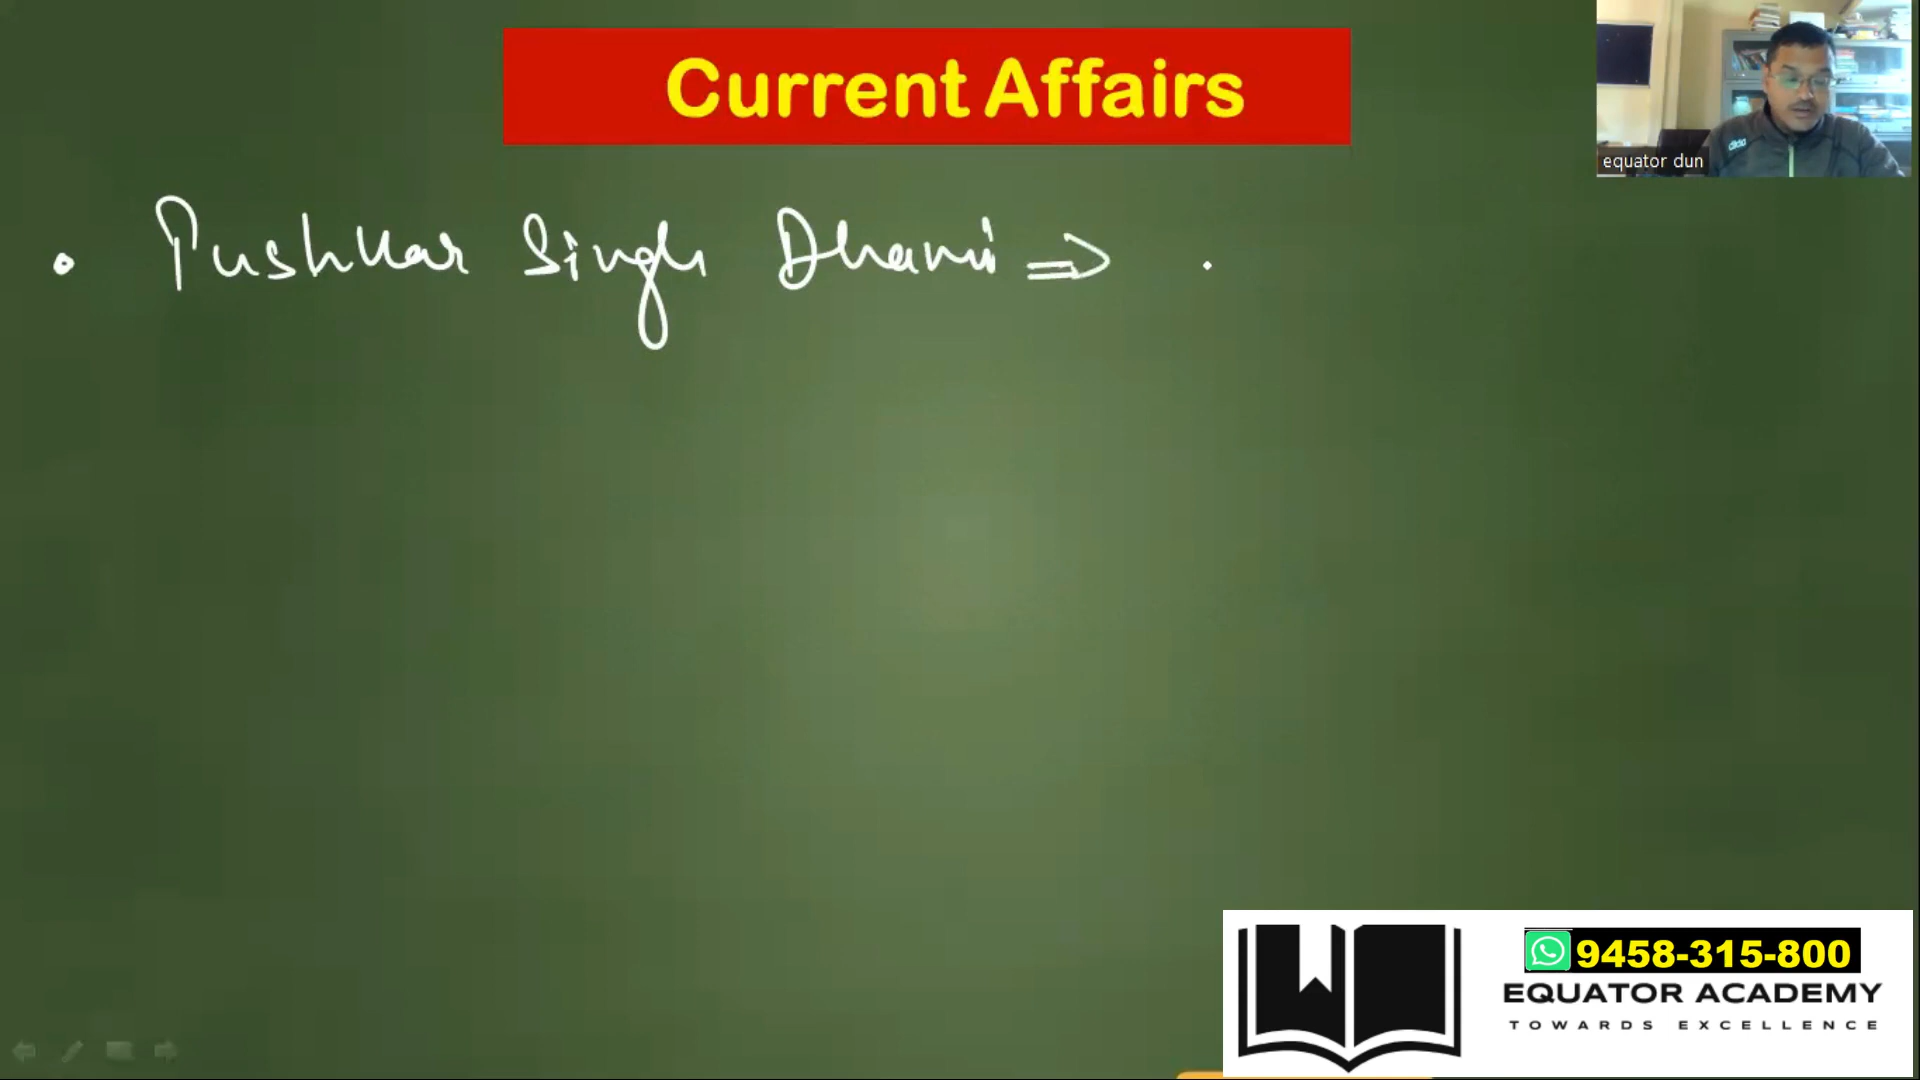 Current Affairs
equator dun
• Pushkar Singh Dhami ⇒ .
9458-315-800
EQUATOR ACADEMY
TOWARDS EXCELLENCE